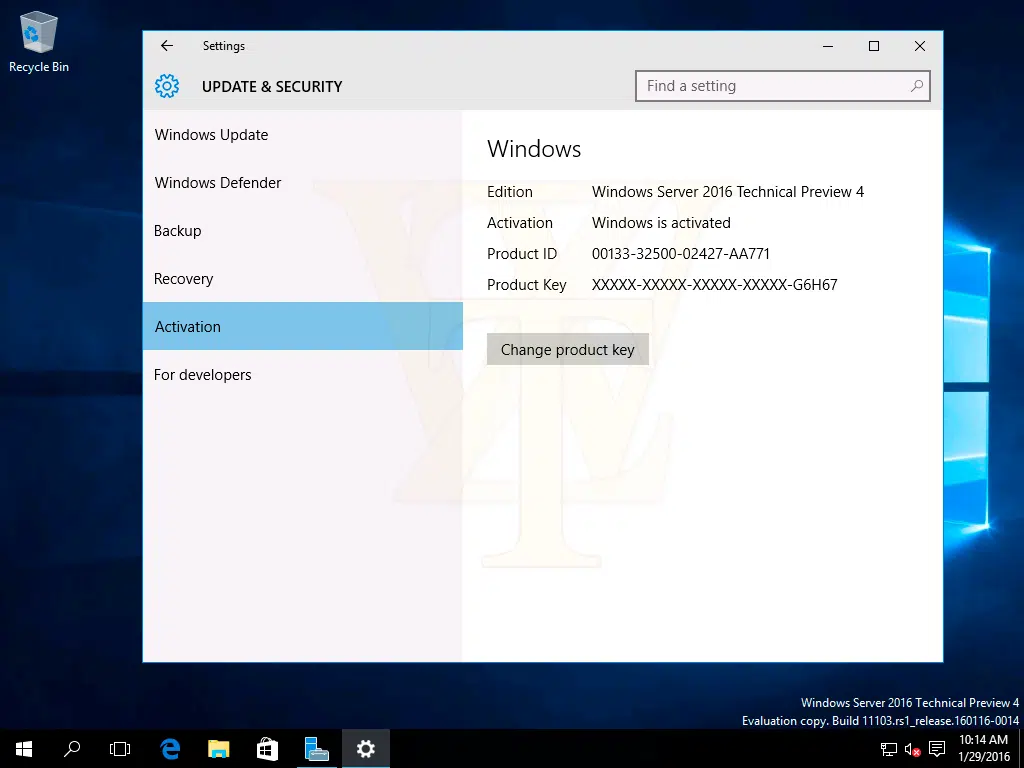 Recycle Bin
Settings
UPDATE & SECURITY
Find a setting
Windows Update
Windows Defender
Backup
Recovery
Activation
For developers
Windows
Edition Windows Server 2016 Technical Preview 4
Activation Windows is activated
Product ID 00133-32500-02427-AA771
Product Key XXXXX-XXXXX-XXXXX-XXXXX-G6H67
Change product key
Windows Server 2016 Technical Preview 4
Evaluation copy. Build 11103.rs1_release.160116-0014
10:14 AM
1/29/2016